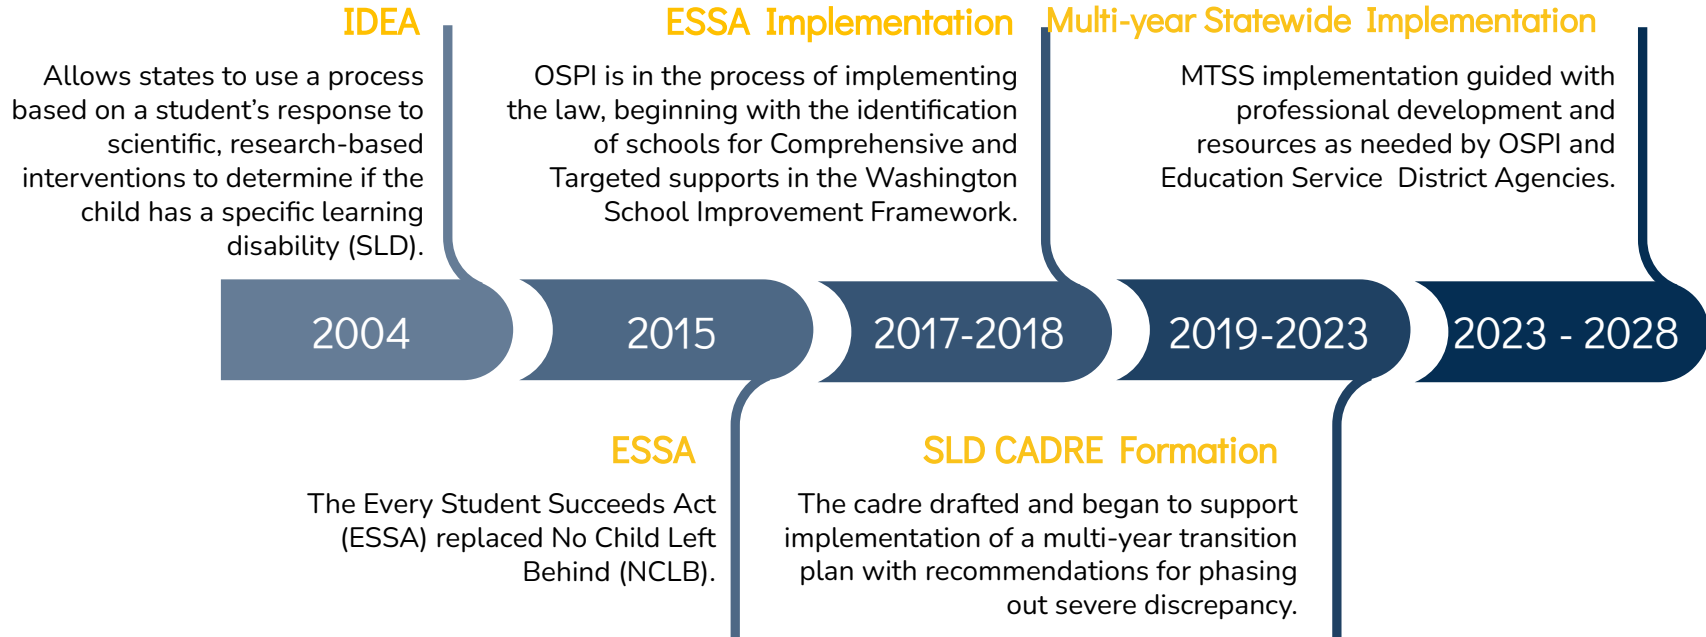 IDEA
Allows states to use a process
based on a student’s response to
scientific, research-based
interventions to determine if the
child has a specific learning
disability (SLD).
ESSA Implementation
OSPI is in the process of implementing
the law, beginning with the identification
of schools for Comprehensive and
Targeted supports in the Washington
School Improvement Framework.
Multi-year Statewide Implementation
MTSS implementation guided with
professional development and
resources as needed by OSPI and
Education Service District Agencies.
2004
2015
2017-2018
2019-2023
2023 - 2028
ESSA
The Every Student Succeeds Act
(ESSA) replaced No Child Left
Behind (NCLB).
SLD CADRE Formation
The cadre drafted and began to support
implementation of a multi-year transition
plan with recommendations for phasing
out severe discrepancy.